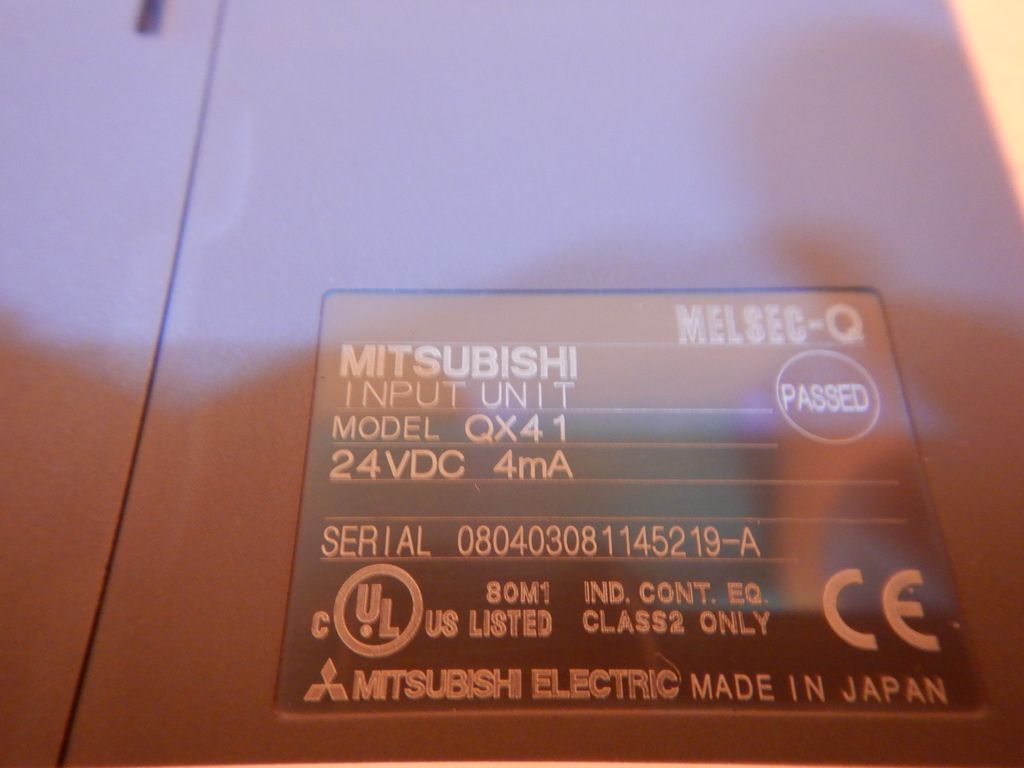 MELSEC-Q
MITSUBISHI
INPUT UNIT
PASSED
MODEL QX41
24VDC 4mA
SERIAL 080403081145219-A
C UL US LISTED 80M1 IND. CONT. EQ.
CLASS2 ONLY
CE
MITSUBISHI ELECTRIC MADE IN JAPAN